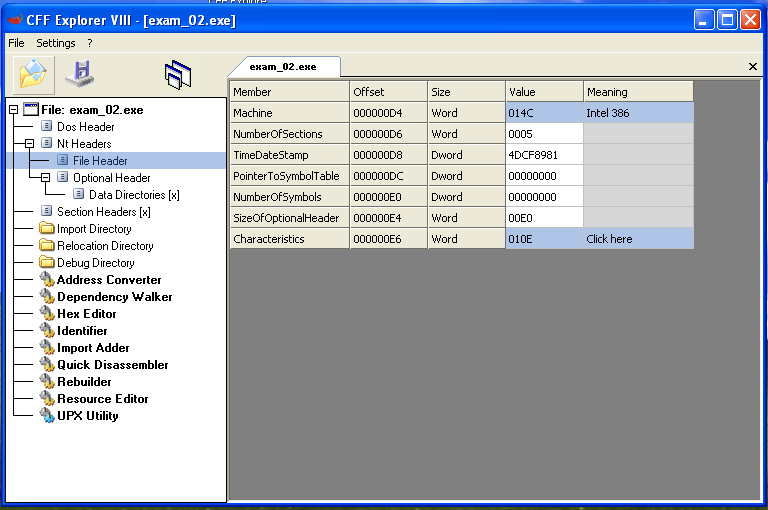 CFF Explorer VIII - [exam_02.exe]
File Settings ?
exam_02.exe
File: exam_02.exe
Dos Header
Nt Headers
File Header
Optional Header
Data Directories [x]
Section Headers [x]
Import Directory
Relocation Directory
Debug Directory
Address Converter
Dependency Walker
Hex Editor
Identifier
Import Adder
Quick Disassembler
Rebuilder
Resource Editor
UPX Utility
Member Offset Size Value Meaning
Machine 000000D4 Word 014C Intel 386
NumberOfSections 000000D6 Word 0005
TimeDateStamp 000000D8 Dword 4DCF8981
PointerToSymbolTable 000000DC Dword 00000000
NumberOfSymbols 000000E0 Dword 00000000
SizeOfOptionalHeader 000000E4 Word 00E0
Characteristics 000000E6 Word 010E Click here